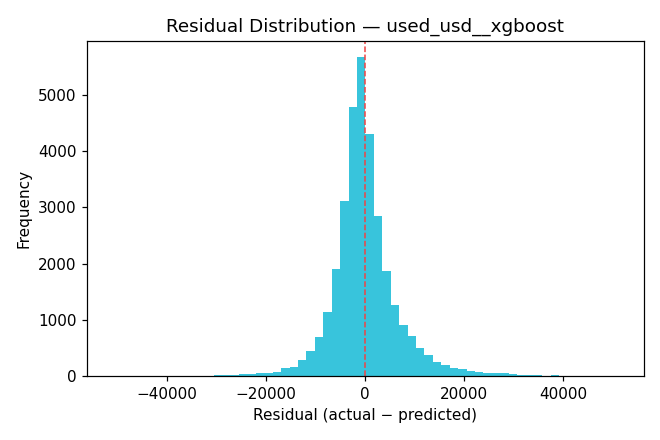 Residual Distribution — used_usd__xgboost
Frequency
5000
4000
3000
2000
1000
0
−40000 −20000 0 20000 40000
Residual (actual − predicted)